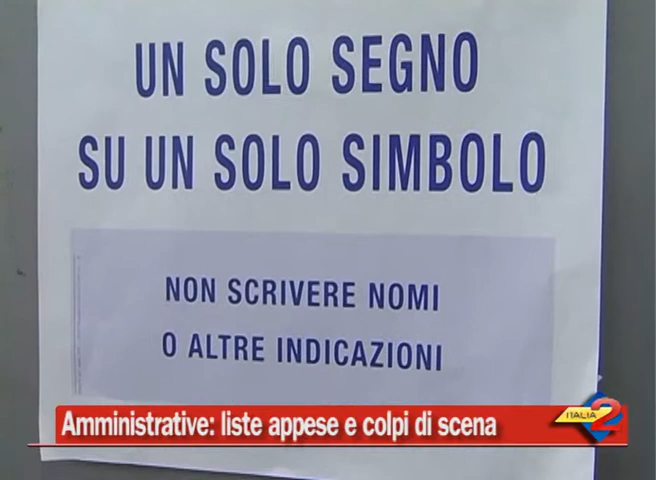 UN SOLO SEGNO
SU UN SOLO SIMBOLO
NON SCRIVERE NOMI
O ALTRE INDICAZIONI
Amministrative: liste appese e colpi di scena
ITALIA 2